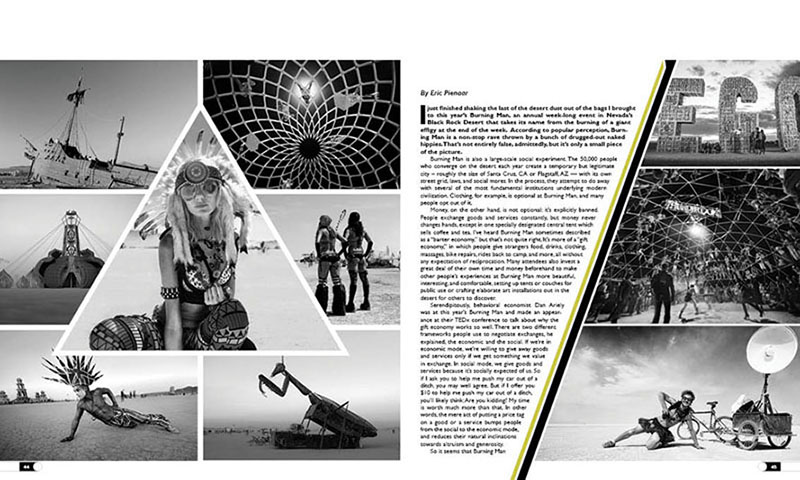 By Eric Pienaar
I just finished shaking the last of the desert dust out of the bags I brought
to this year's Burning Man, an annual week-long event in Nevada's
Black Rock Desert that takes its name from the burning of a giant
effigy at the end of the week. According to popular perception, Burn-
ing Man is a non-stop rave thrown by a bunch of drugged-out naked
hippies. That's not entirely false, admittedly, but it's only a small piece
of the picture.
Burning Man is also a large-scale social experiment. The 50,000 people
who converge on the desert each year create a temporary but legitimate
city – roughly the size of Santa Cruz, CA or Flagstaff, AZ — with its own
street grid, laws, and social mores. In the process, they attempt to do away
with several of the most fundamental institutions underlying modern
civilization. Clothing, for example, is optional at Burning Man, and many
people opt out of it.
Money, on the other hand, is not optional: it's explicitly banned.
People exchange goods and services constantly, but money never
changes hands, except in one specially designated central tent which
sells coffee and tea. I've heard Burning Man sometimes described
as a "barter economy," but that's not quite right. It's more of a "gift
economy," in which people give strangers food, drinks, clothing,
massages, bike repairs, rides back to camp, and more, all without
any expectation of reciprocation. Many attendees also invest a
great deal of their own time and money beforehand to make
other people's experiences at Burning Man more beautiful,
interesting, and comfortable, setting up tents or couches for
public use or crafting elaborate art installations out in the
desert for others to discover.
Serendipitously, behavioral economist Dan Ariely
was at this year's Burning Man and made an appear-
ance at their TEDx conference to talk about why the
gift economy works so well. There are two different
frameworks people use to negotiate exchanges, he
explained, the economic and the social. If we're in
economic mode, we're willing to give away goods
and services only if we get something we value
in exchange. In social mode, we give goods and
services because it's socially expected of us. So
if I ask you to help me push my car out of a
ditch, you may well agree. But if I offer you
$10 to help me push my car out of a ditch,
you'll likely think: Are you kidding? My time
is worth much more than that. In other
words, the mere act of putting a price tag
on a good or a service bumps people
from the social to the economic mode,
and reduces their natural inclinations
towards altruism and generosity.
So it seems that Burning Man
EGO
44
45